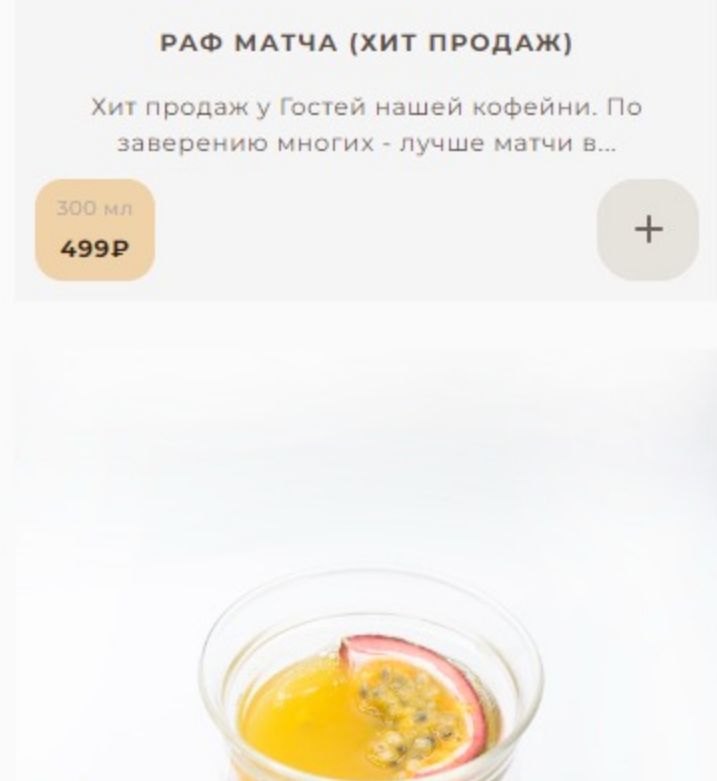 РАФ МАТЧА (ХИТ ПРОДАЖ)
Хит продаж у Гостей нашей кофейни. По
заверению многих - лучше матчи в...
300 мл
499₽
+